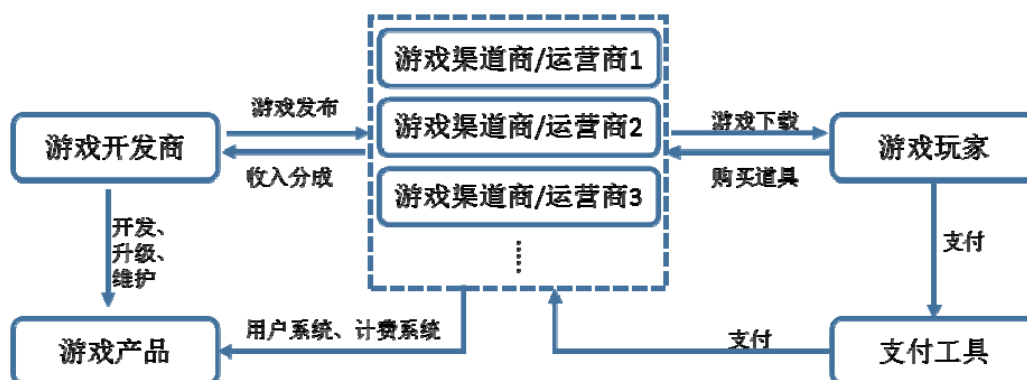 游戏渠道商/运营商1
游戏发布
游戏渠道商/运营商2
游戏下载
游戏开发商
游戏玩家
收入分成
购买道具
游戏渠道商/运营商3
开发、
升级、
维护
支付
......
用户系统、计费系统
支付
游戏产品
支付工具